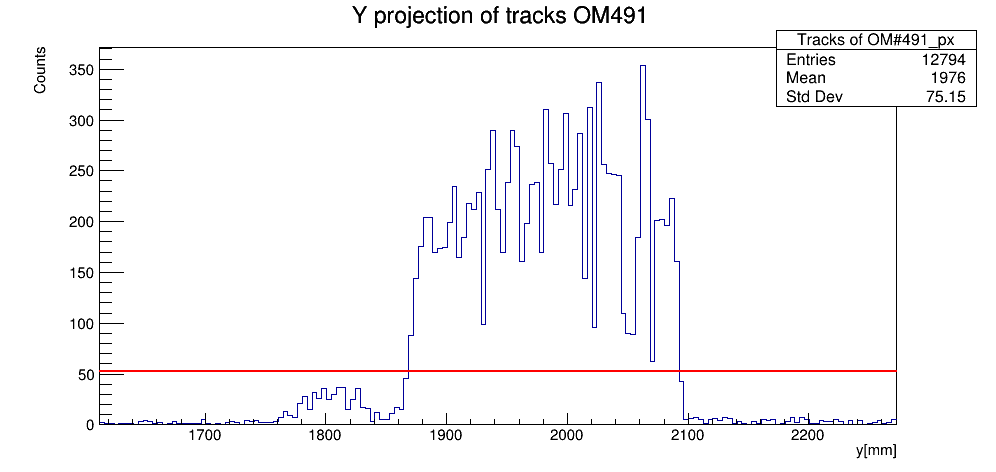 Y projection of tracks OM491
Tracks of OM#491_px
Entries 12794
Mean 1976
Std Dev 75.15
Counts
350
300
250
200
150
100
50
0
1700 1800 1900 2000 2100 2200
y[mm]